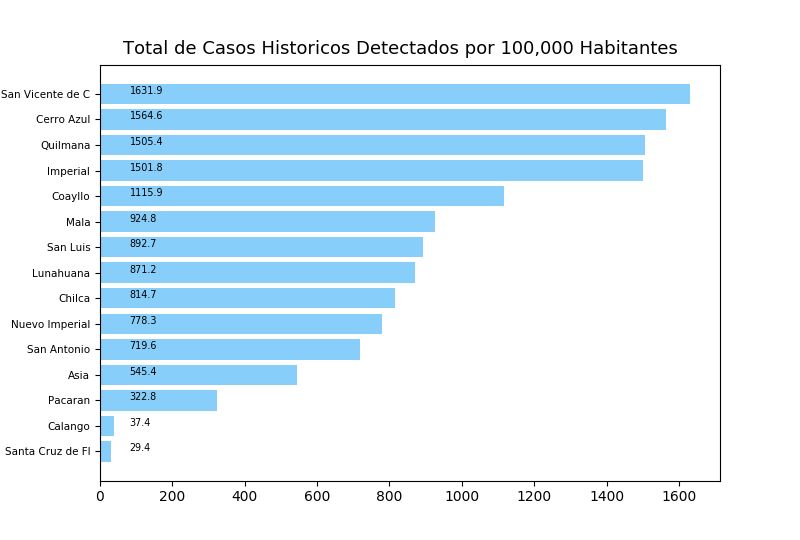 Total de Casos Historicos Detectados por 100,000 Habitantes
San Vicente de C 1631.9
Cerro Azul 1564.6
Quilmana 1505.4
Imperial 1501.8
Coayllo 1115.9
Mala 924.8
San Luis 892.7
Lunahuana 871.2
Chilca 814.7
Nuevo Imperial 778.3
San Antonio 719.6
Asia 545.4
Pacaran 322.8
Calango 37.4
Santa Cruz de Fl 29.4
0 200 400 600 800 1000 1200 1400 1600